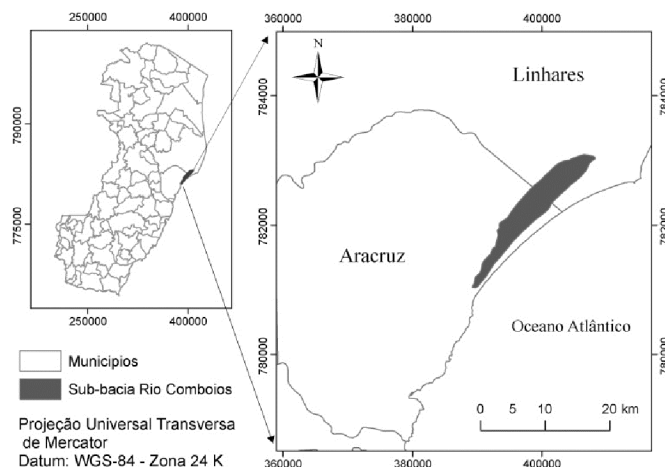 250000 400000
790000
775000
250000 400000
360000 380000 400000
784000
782000
780000
784000
782000
780000
360000 380000 400000
N
Linhares
Aracruz
Oceano Atlântico
0 5 10 20 km
Municipios
Sub-bacia Rio Comboios
Projeção Universal Transversa
de Mercator
Datum: WGS-84 - Zona 24 K